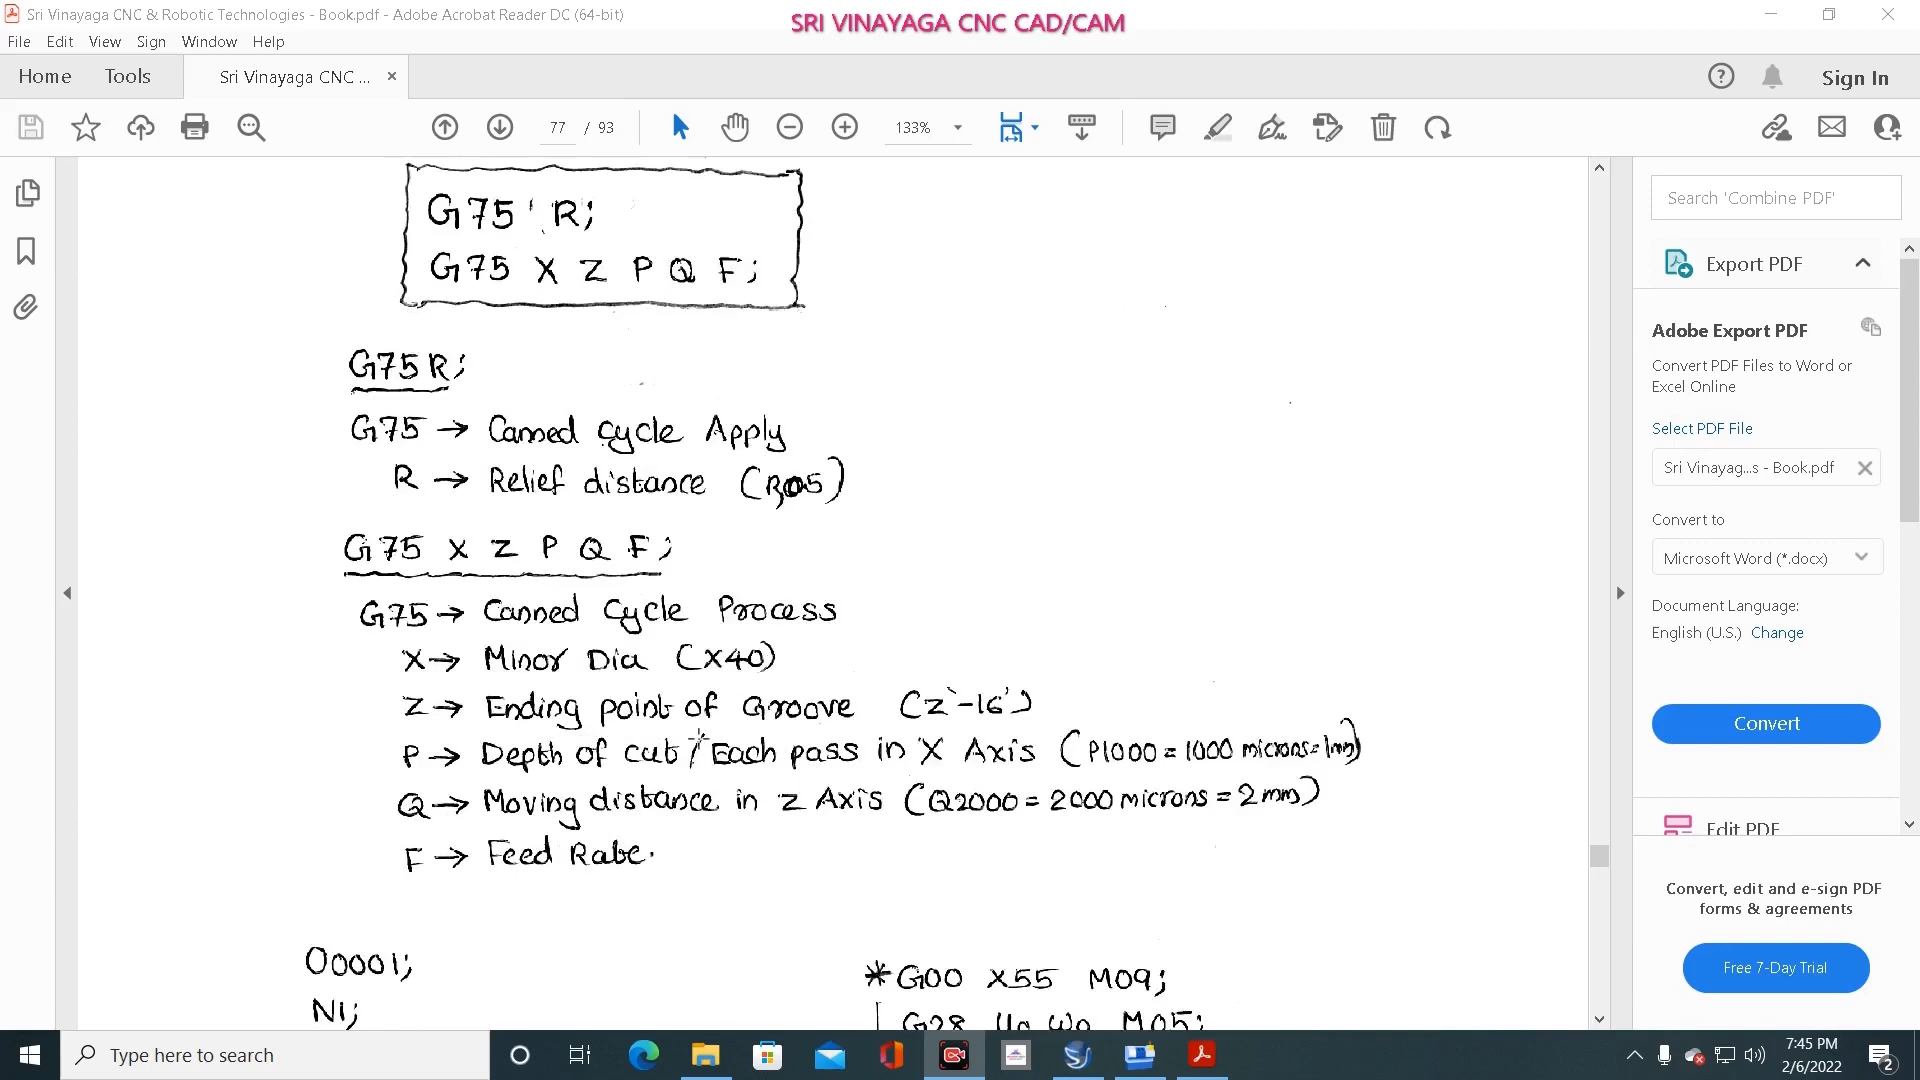 Sri Vinayaga CNC & Robotic Technologies - Book.pdf - Adobe Acrobat Reader DC (64-bit)
SRI VINAYAGA CNC CAD/CAM
File Edit View Sign Window Help
Home Tools Sri Vinayaga CNC ... × Sign In
77 / 93 133%
G75 R;
G75 X Z P Q F;
G75 R;
G75 → Canned Cycle Apply
R → Relief distance (R05)
G75 X Z P Q F;
G75 → Canned Cycle Process
X → Minor Dia (X40)
Z → Ending point of Groove (Z-16)
P → Depth of cut / Each pass in X Axis (P1000 = 1000 microns = 1mm)
Q → Moving distance in Z Axis (Q2000 = 2000 microns = 2mm)
F → Feed Rate.
O0001;
N1;
* G00 X55 M09;
G28 U0 W0 M05;
Search 'Combine PDF'
Export PDF
Adobe Export PDF
Convert PDF Files to Word or
Excel Online
Select PDF File
Sri Vinayag...s - Book.pdf
Convert to
Microsoft Word (*.docx)
Document Language:
English (U.S.) Change
Convert
Edit PDF
Convert, edit and e-sign PDF
forms & agreements
Free 7-Day Trial
Type here to search
7:45 PM
2/6/2022
2